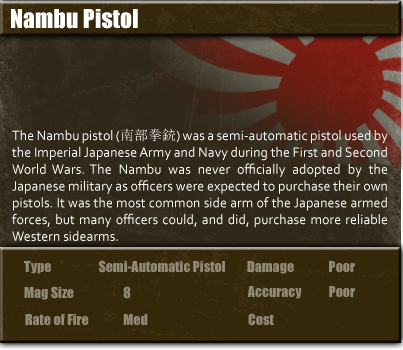 Nambu Pistol
The Nambu pistol (南部拳銃) was a semi-automatic pistol used by
the Imperial Japanese Army and Navy during the First and Second
World Wars. The Nambu was never officially adopted by the
Japanese military as officers were expected to purchase their own
pistols. It was the most common side arm of the Japanese armed
forces, but many officers could, and did, purchase more reliable
Western sidearms.
Type Semi-Automatic Pistol Damage Poor
Mag Size 8 Accuracy Poor
Rate of Fire Med Cost